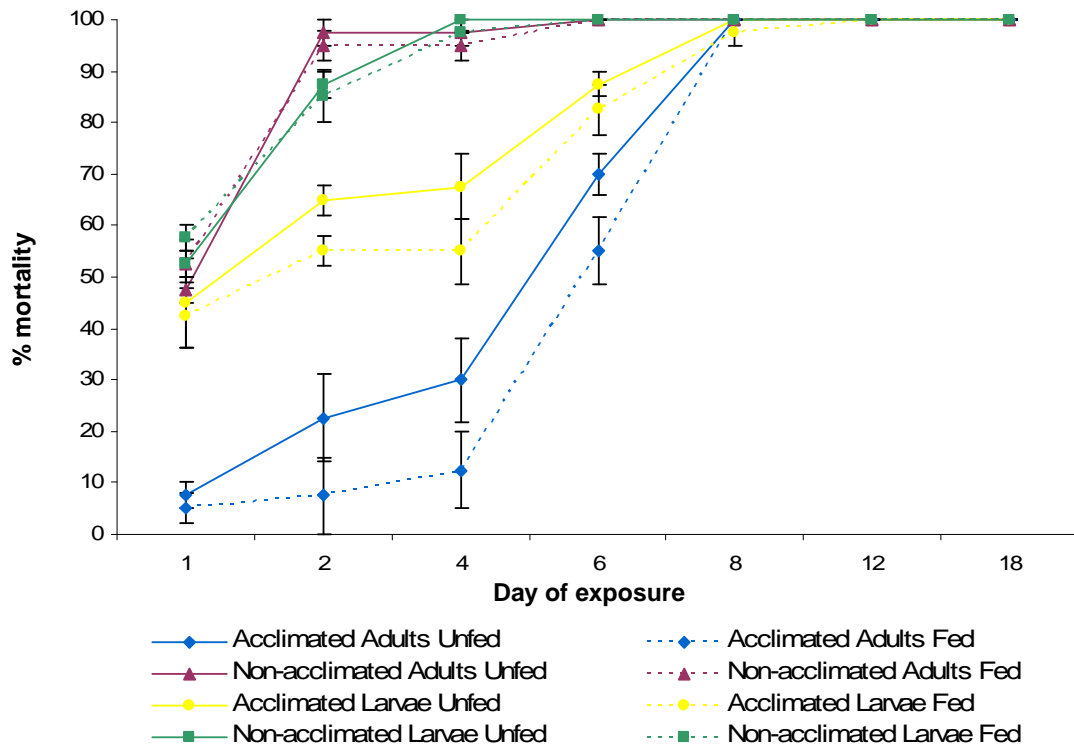 100
90
80
70
60
50
40
30
20
10
0
% mortality
1 2 4 6 8 12 18
Day of exposure
Acclimated Adults Unfed Acclimated Adults Fed
Non-acclimated Adults Unfed Non-acclimated Adults Fed
Acclimated Larvae Unfed Acclimated Larvae Fed
Non-acclimated Larvae Unfed Non-acclimated Larvae Fed